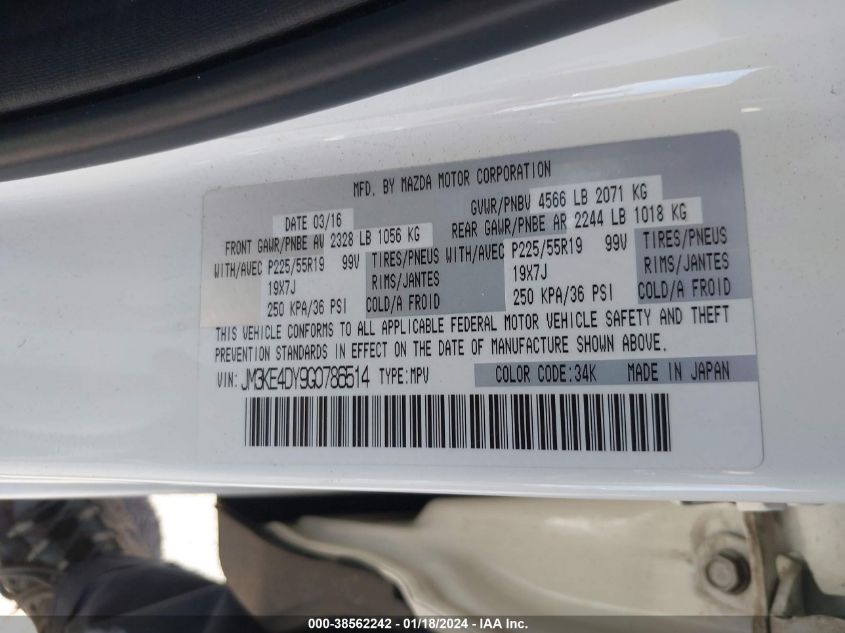 MFD. BY MAZDA MOTOR CORPORATION
DATE 03/16 GVWR/PNBV 4566 LB 2071 KG
FRONT GAWR/PNBE AV 2328 LB 1056 KG REAR GAWR/PNBE AR 2244 LB 1018 KG
WITH/AVEC P225/55R19 99V TIRES/PNEUS WITH/AVEC P225/55R19 99V TIRES/PNEUS
19X7J RIMS/JANTES 19X7J RIMS/JANTES
250 KPA/36 PSI COLD/A FROID 250 KPA/36 PSI COLD/A FROID
THIS VEHICLE CONFORMS TO ALL APPLICABLE FEDERAL MOTOR VEHICLE SAFETY AND THEFT
PREVENTION STANDARDS IN EFFECT ON THE DATE OF MANUFACTURE SHOWN ABOVE.
VIN: JM3KE4DY9G0786514 TYPE:MPV COLOR CODE:34K MADE IN JAPAN
000-38562242 - 01/18/2024 - IAA Inc.